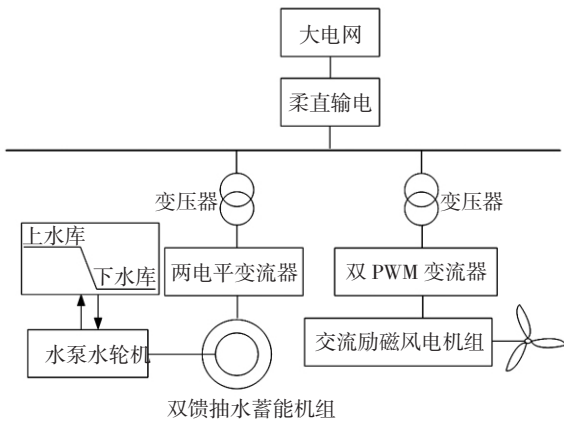 大电网
柔直输电
变压器
变压器
上水库
下水库
两电平变流器
双 PWM 变流器
水泵水轮机
交流励磁风电机组
双馈抽水蓄能机组